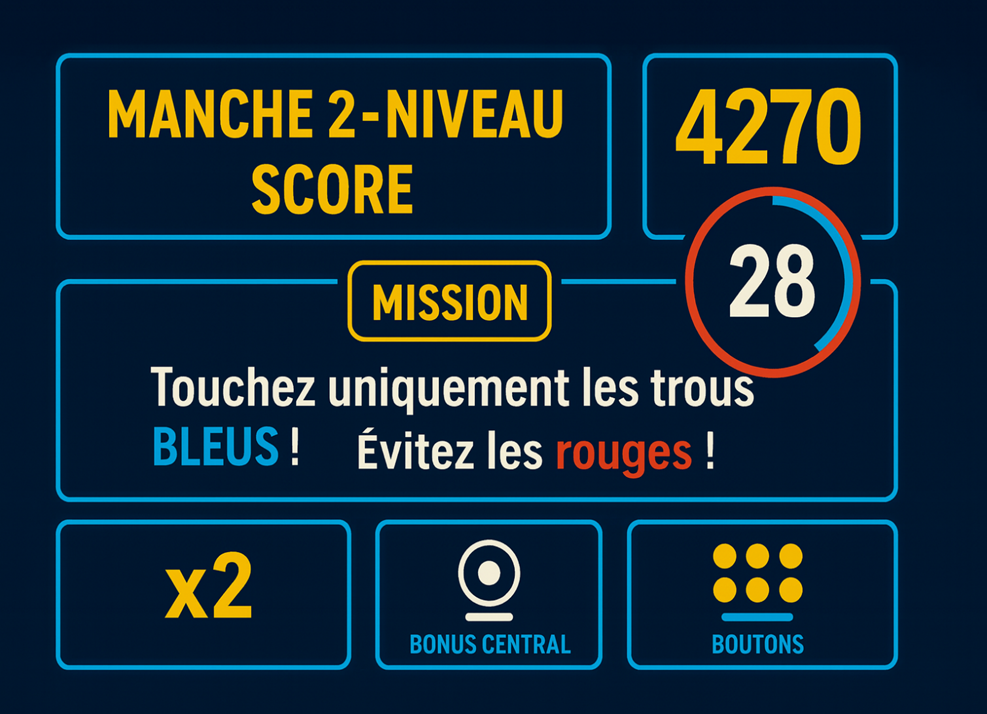 MANCHE 2-NIVEAU
SCORE
4270
28
MISSION
Touchez uniquement les trous
BLEUS ! Évitez les rouges !
x2
BONUS CENTRAL
BOUTONS